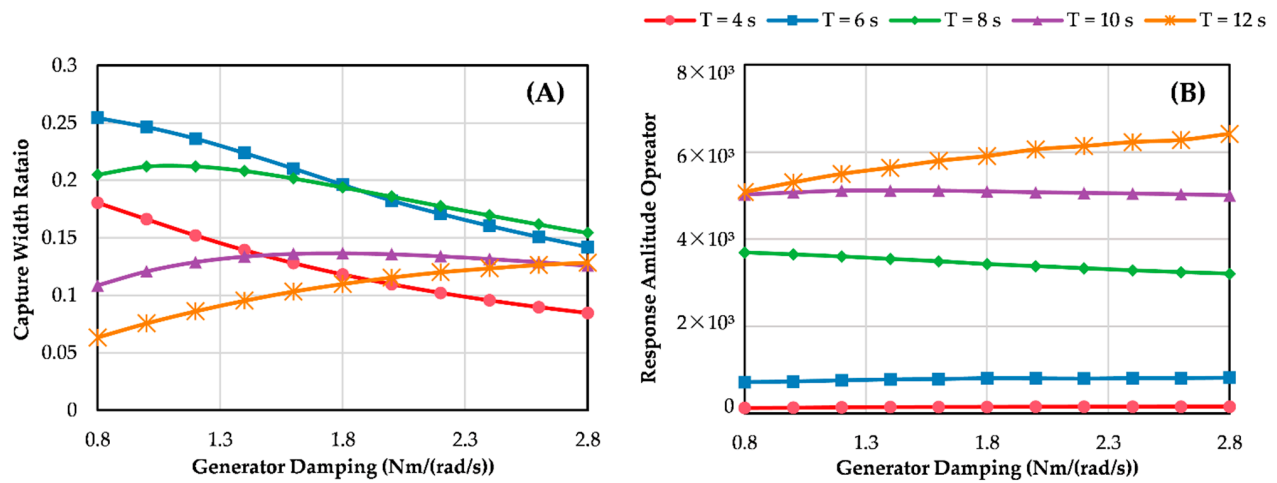 T = 4 s T = 6 s T = 8 s T = 10 s T = 12 s
(A)
Capture Width Rataio
0.3
0.25
0.2
0.15
0.1
0.05
0
0.8 1.3 1.8 2.3 2.8
Generator Damping (Nm/(rad/s))
(B)
Response Amlitude Opreator
8×10³
6×10³
4×10³
2×10³
0
0.8 1.3 1.8 2.3 2.8
Generator Damping (Nm/(rad/s))